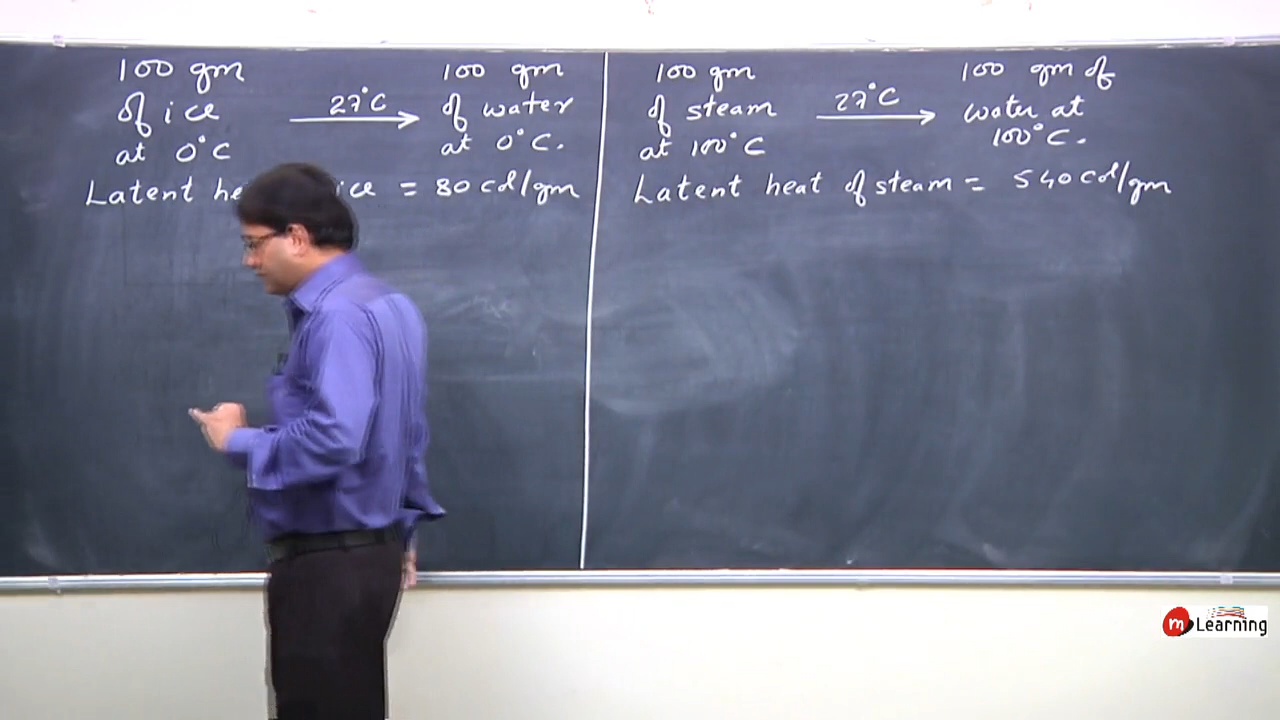 100 gm
of ice
at 0°C
27°C
100 gm
of water
at 0°C.
Latent he ice = 80 cal/gm
100 gm
of steam
at 100°C
27°C
100 gm of
water at
100°C.
Latent heat of steam = 540 cal/gm
m Learning